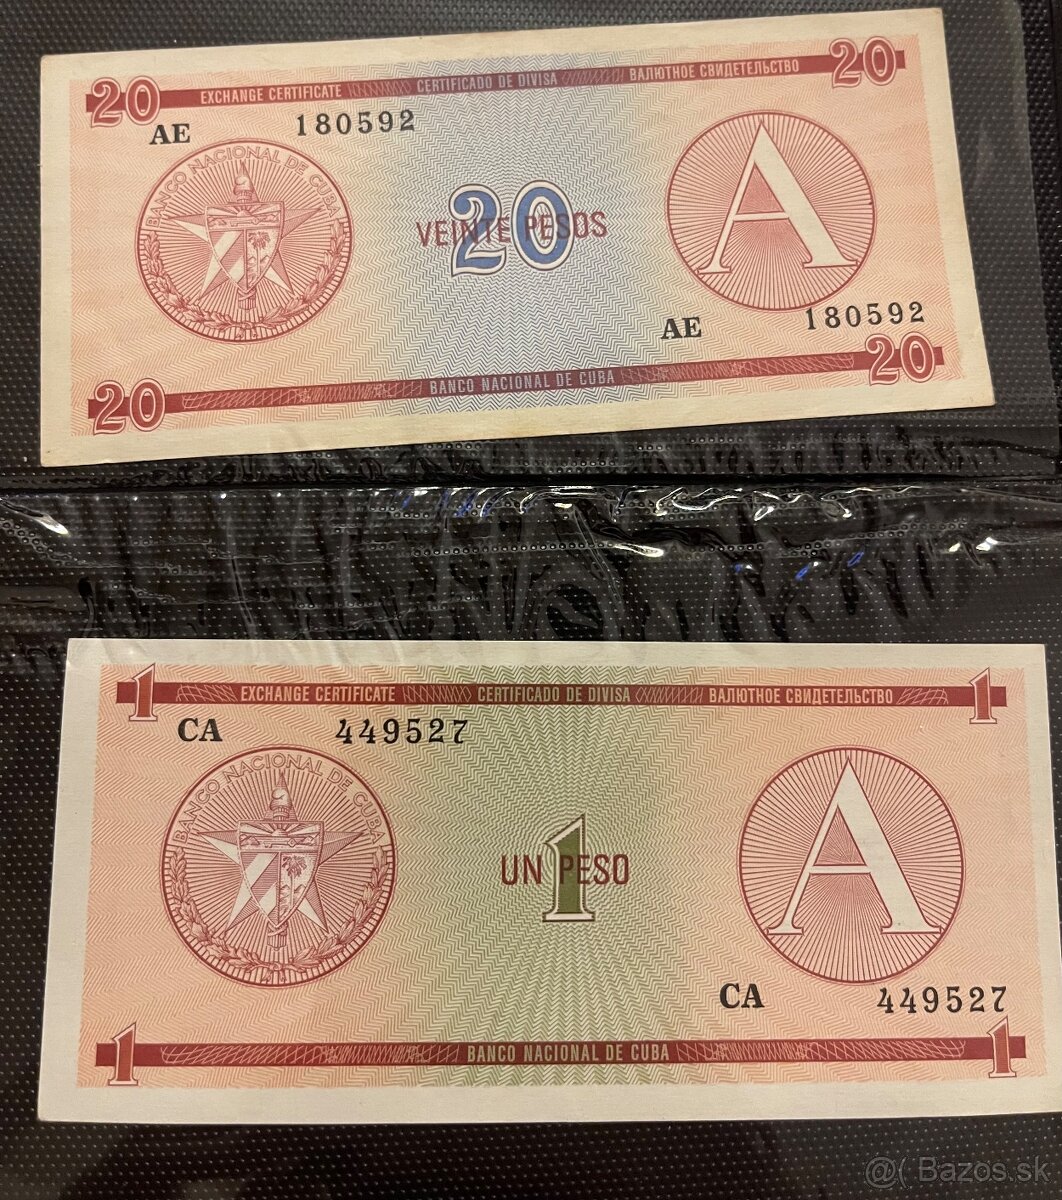 20 EXCHANGE CERTIFICATE CERTIFICADO DE DIVISA ВАЛЮТНОЕ СВИДЕТЕЛЬСТВО 20
AE 180592
BANCO NACIONAL DE CUBA
A
20
VEINTE PESOS
AE 180592
20 BANCO NACIONAL DE CUBA 20
1 EXCHANGE CERTIFICATE CERTIFICADO DE DIVISA ВАЛЮТНОЕ СВИДЕТЕЛЬСТВО 1
CA 449527
BANCO NACIONAL DE CUBA
A
1
UN PESO
CA 449527
1 BANCO NACIONAL DE CUBA 1
@( Bazos.sk